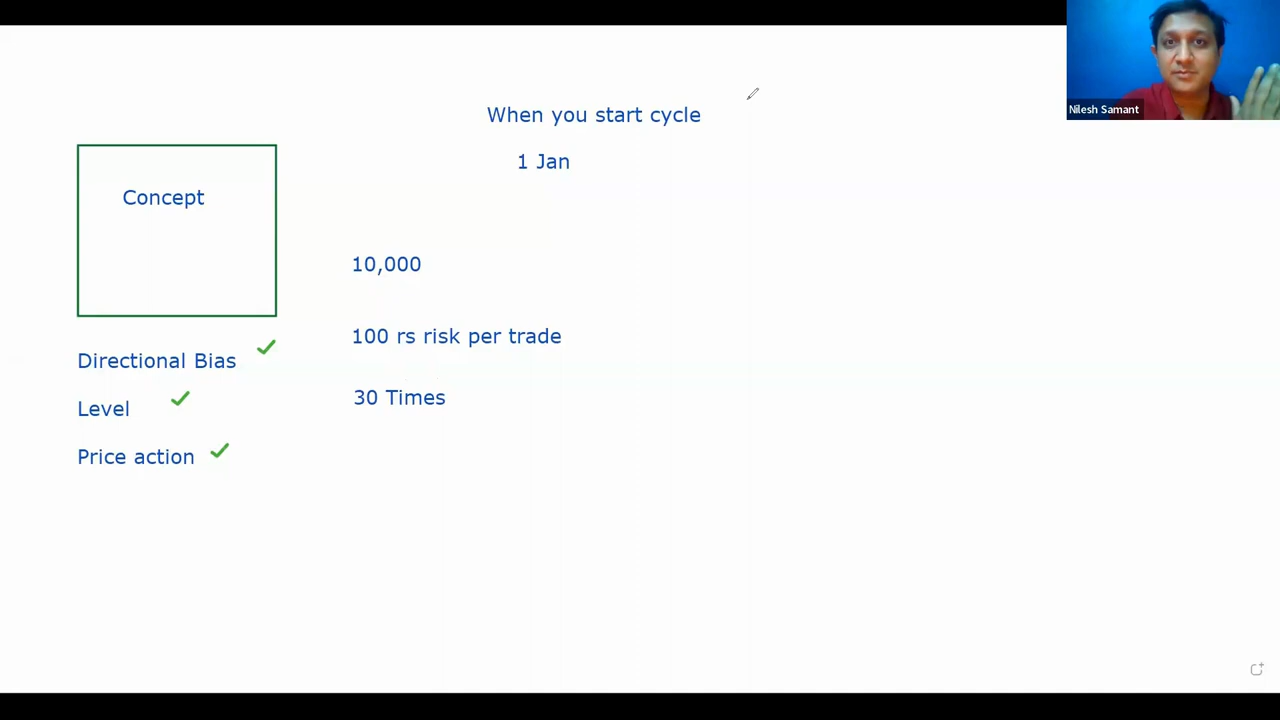 When you start cycle
1 Jan
Concept
10,000
100 rs risk per trade
30 Times
Directional Bias
Level
Price action
Nilesh Samant